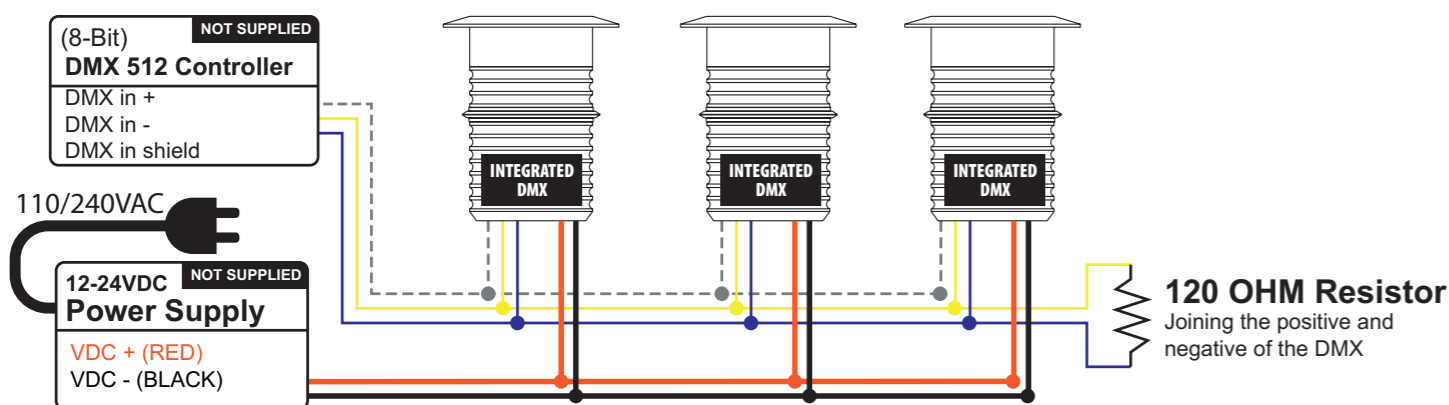 (8-Bit)
NOT SUPPLIED
DMX 512 Controller
DMX in +
DMX in -
DMX in shield
INTEGRATED
DMX
INTEGRATED
DMX
INTEGRATED
DMX
110/240VAC
12-24VDC
NOT SUPPLIED
Power Supply
VDC + (RED)
VDC - (BLACK)
120 OHM Resistor
Joining the positive and
negative of the DMX